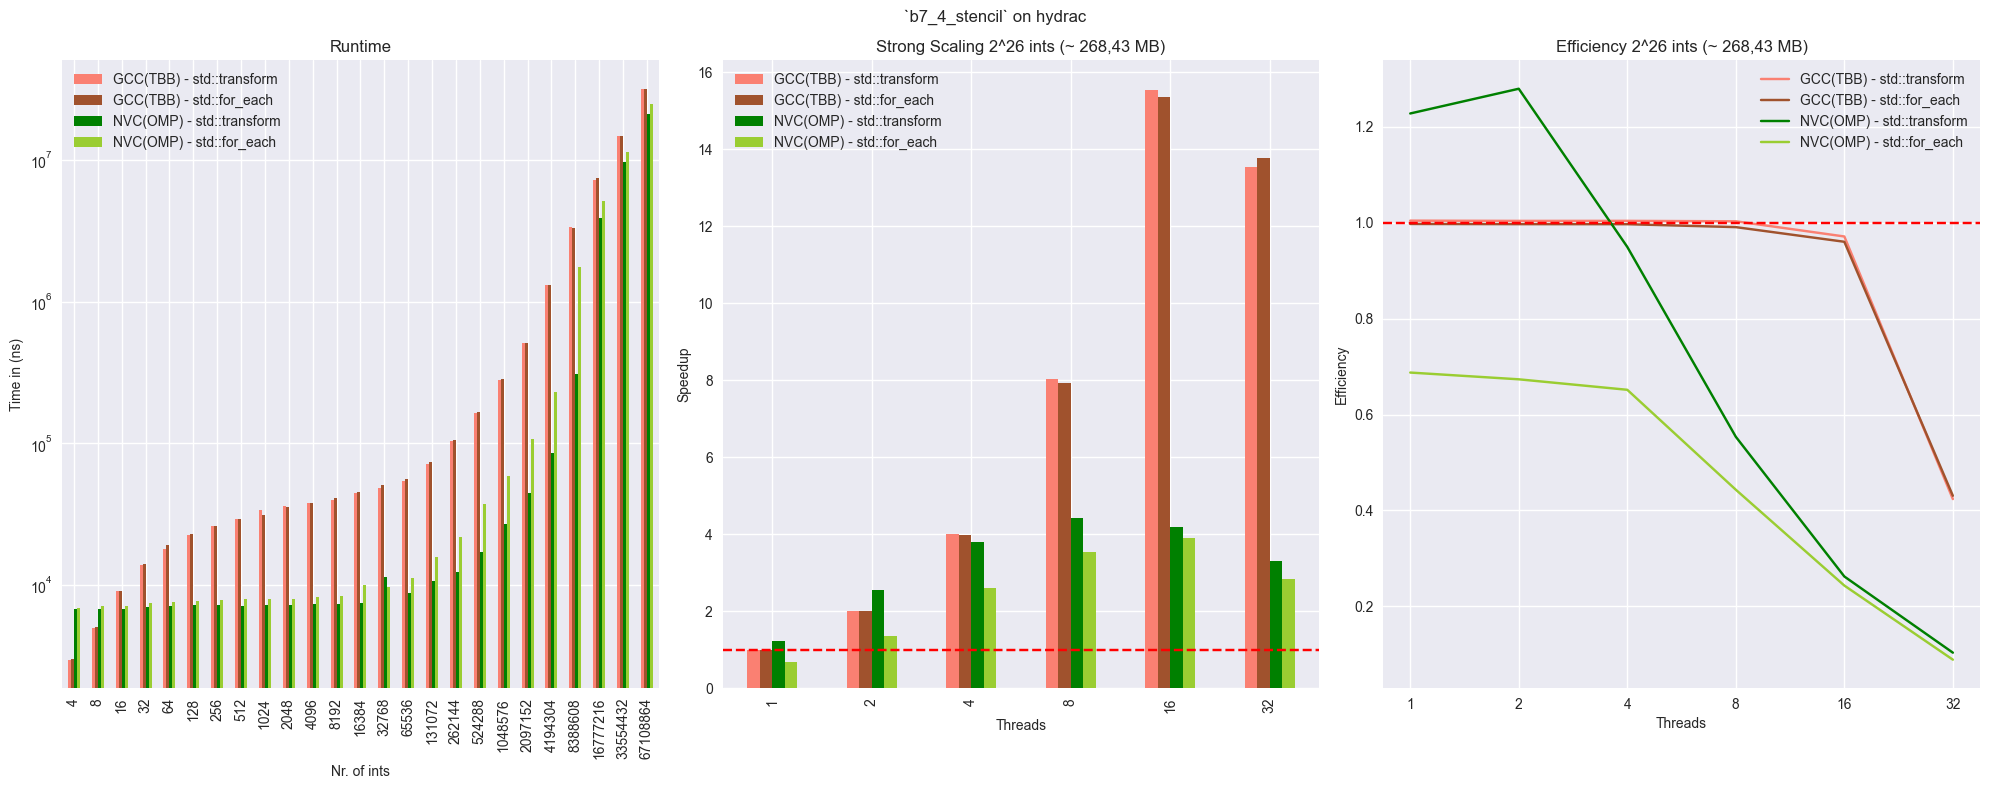 `b7_4_stencil` on hydrac
Runtime
GCC(TBB) - std::transform
GCC(TBB) - std::for_each
NVC(OMP) - std::transform
NVC(OMP) - std::for_each
10^7
10^6
10^5
10^4
Time in (ns)
4
8
16
32
64
128
256
512
1024
2048
4096
8192
16384
32768
65536
131072
262144
524288
1048576
2097152
4194304
8388608
16777216
33554432
67108864
Nr. of ints
Strong Scaling 2^26 ints (~ 268,43 MB)
GCC(TBB) - std::transform
GCC(TBB) - std::for_each
NVC(OMP) - std::transform
NVC(OMP) - std::for_each
16
14
12
10
8
6
4
2
0
Speedup
1
2
4
8
16
32
Threads
Efficiency 2^26 ints (~ 268,43 MB)
GCC(TBB) - std::transform
GCC(TBB) - std::for_each
NVC(OMP) - std::transform
NVC(OMP) - std::for_each
1.2
1.0
0.8
0.6
0.4
0.2
Efficiency
1
2
4
8
16
32
Threads